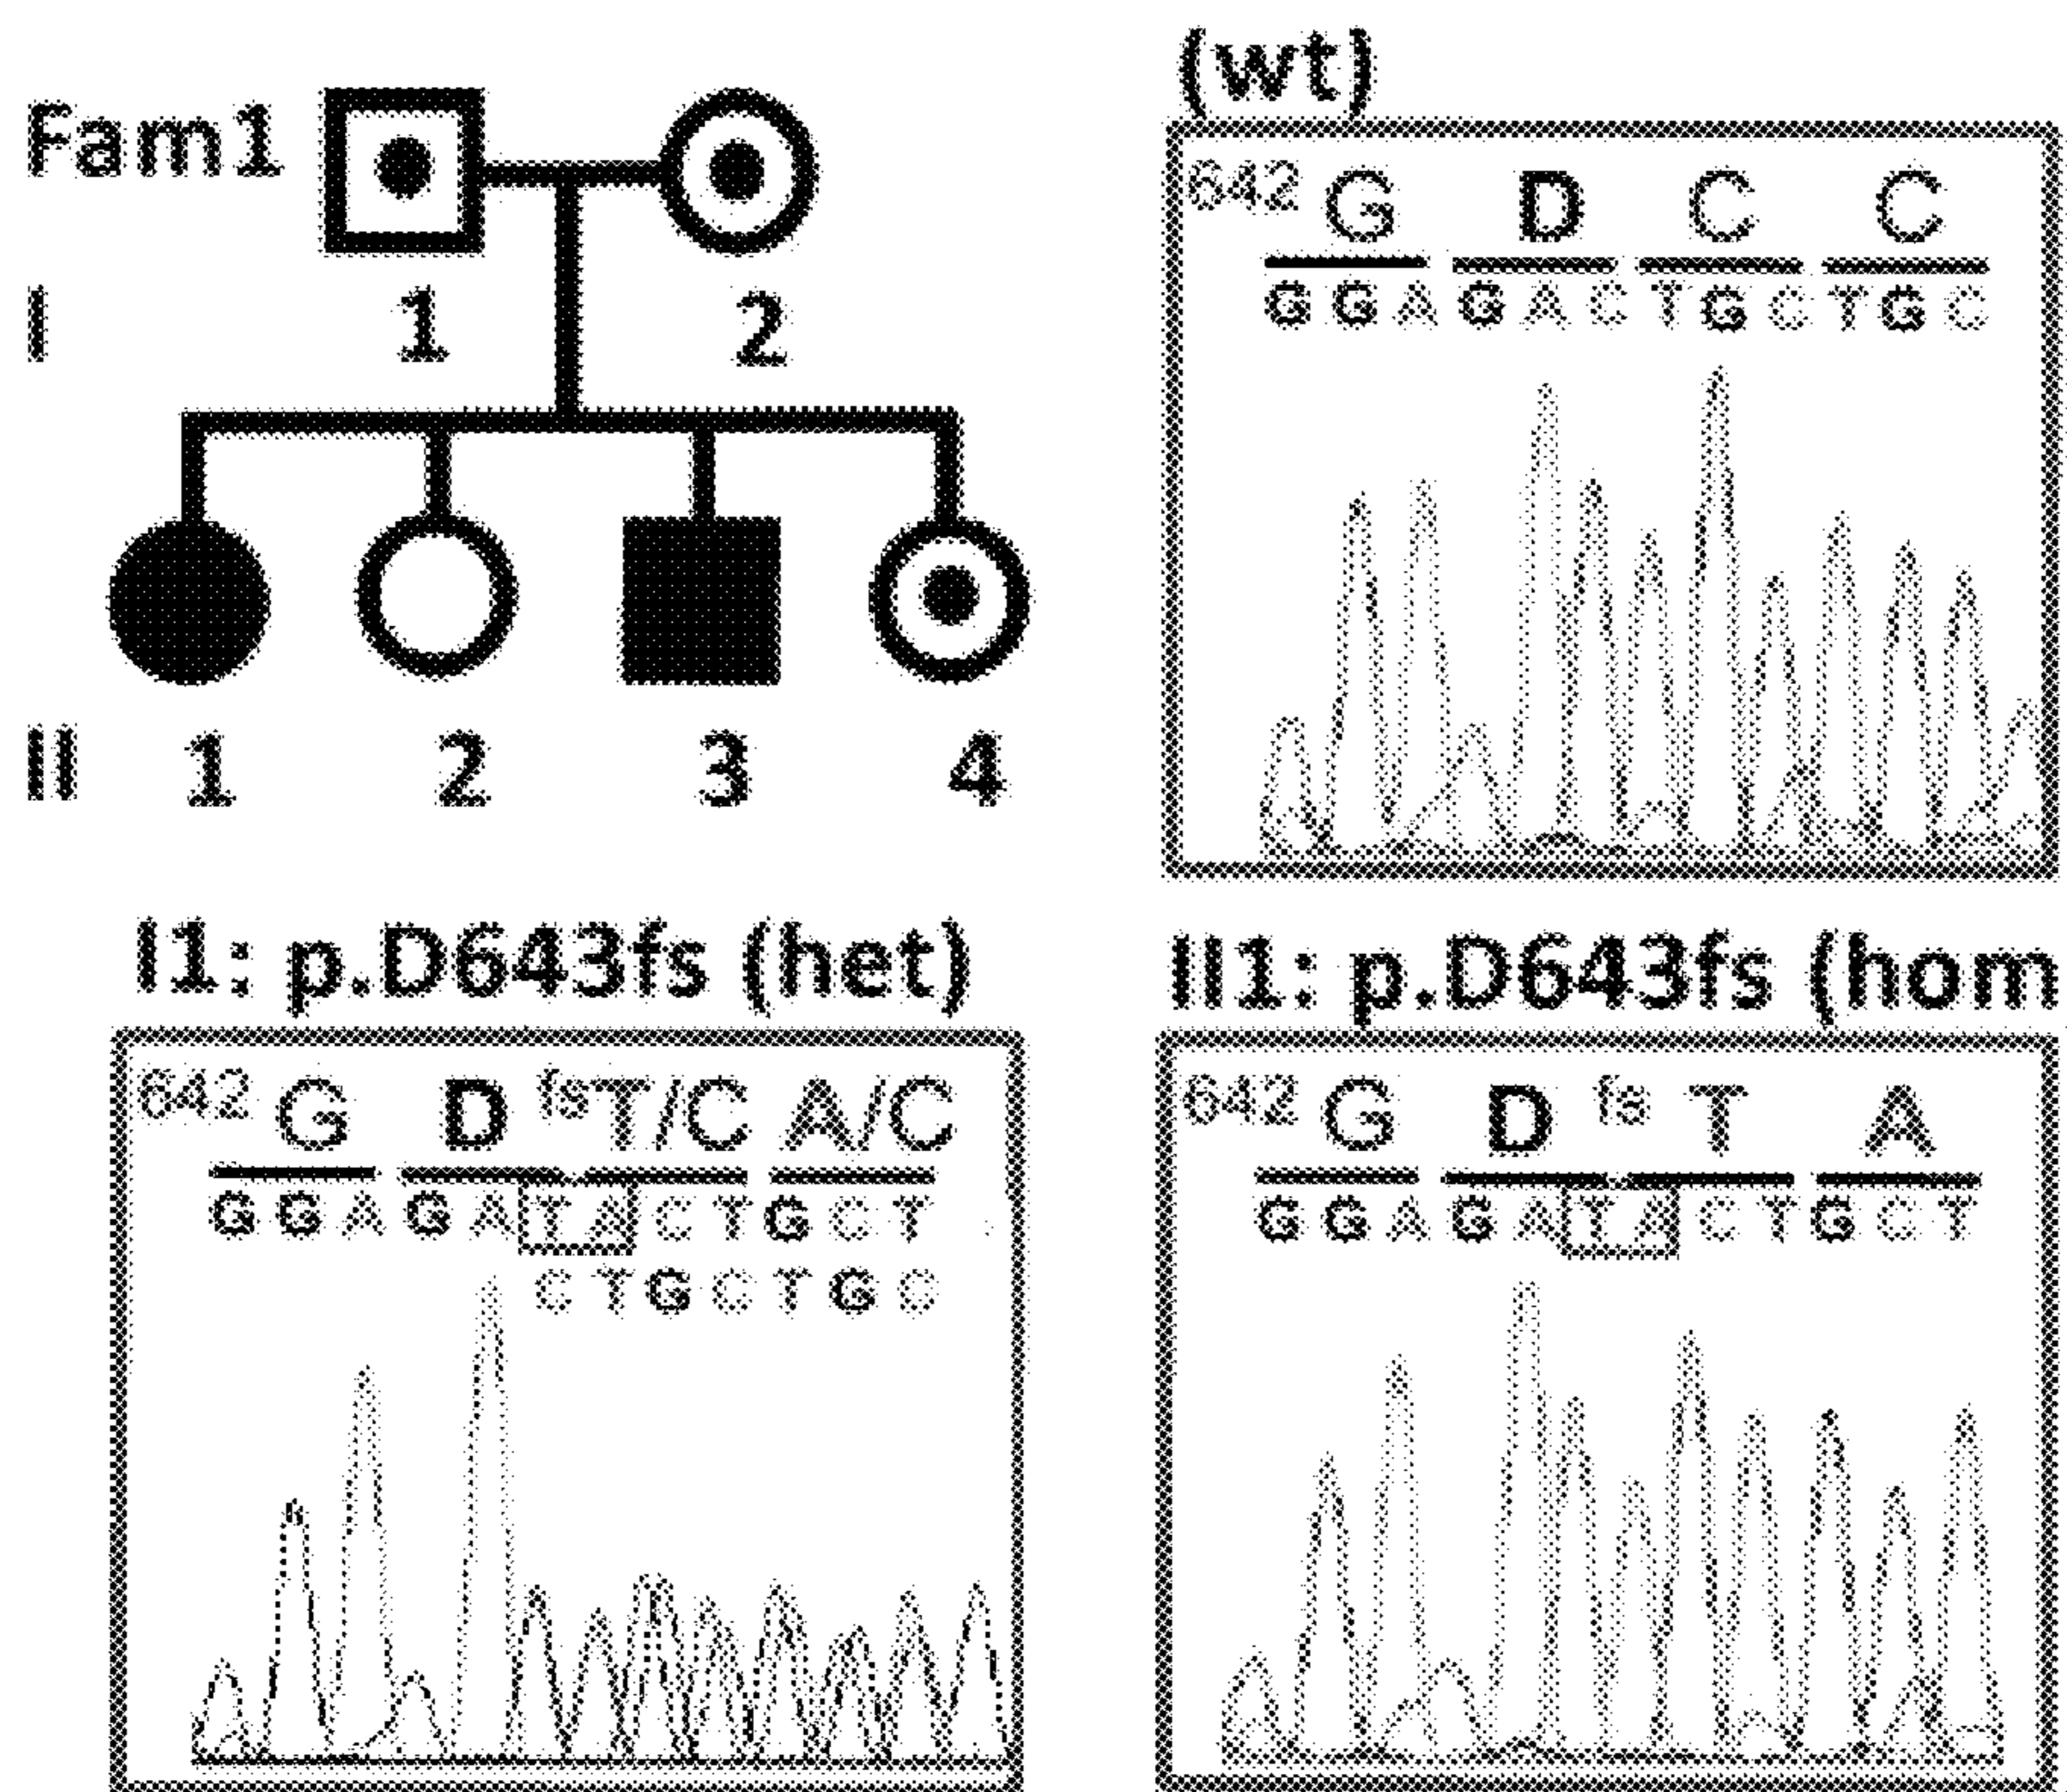 Fam1
I 1 2
II 1 2 3 4
(wt)
642 G D C C
G G A G A C T G C T G C
I1: p.D643fs (het)
642 G D fs T/C A/C
G G A G A T A C T G C T
C T G C T G C
II1: p.D643fs (hom
642 G D fs T A
G G A G A T A C T G C T